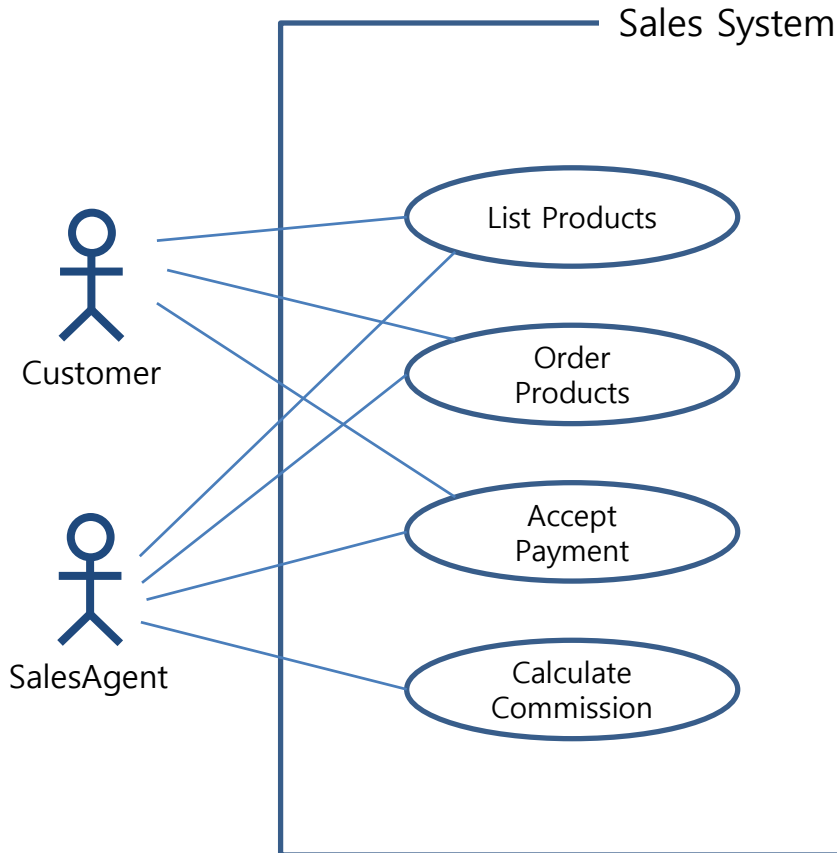 Sales System
List Products
Customer
Order
Products
Accept
Payment
SalesAgent
Calculate
Commission